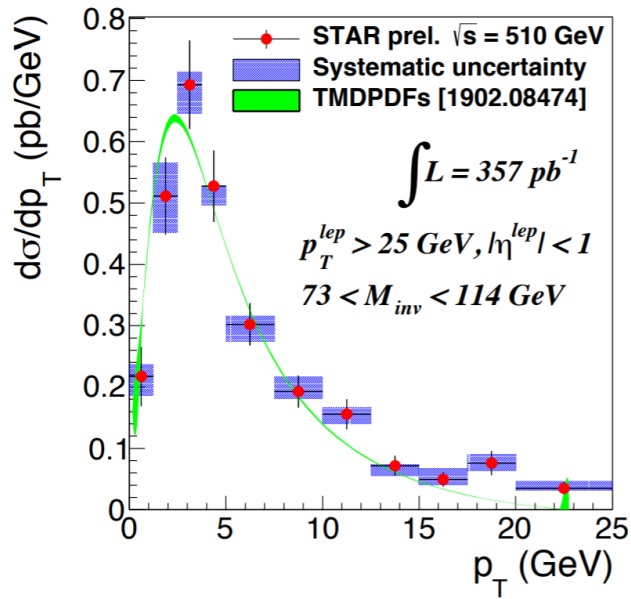 STAR prel. √s = 510 GeV
Systematic uncertainty
TMDPDFs [1902.08474]
∫L = 357 pb⁻¹
p_T^lep > 25 GeV, |η^lep| < 1
73 < M_inv < 114 GeV
dσ/dp_T (pb/GeV)
0.8
0.7
0.6
0.5
0.4
0.3
0.2
0.1
0
0 5 10 15 20 25
p_T (GeV)